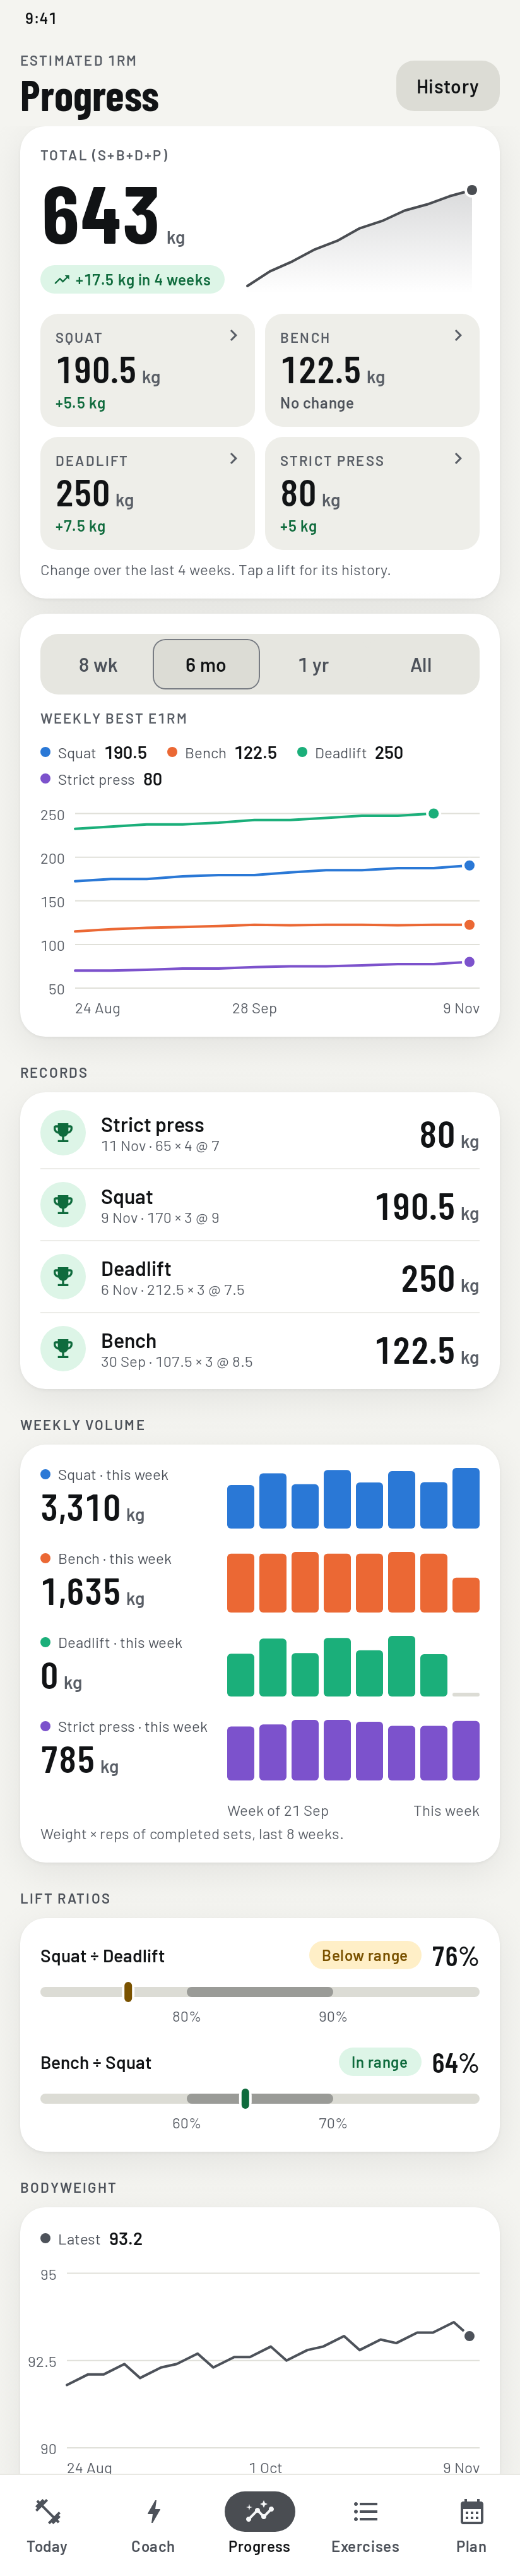 9:41
ESTIMATED 1RM
Progress
History
TOTAL (S+B+D+P)
643 kg
+17.5 kg in 4 weeks
SQUAT
190.5 kg
+5.5 kg
BENCH
122.5 kg
No change
DEADLIFT
250 kg
+7.5 kg
STRICT PRESS
80 kg
+5 kg
Change over the last 4 weeks. Tap a lift for its history.
8 wk 6 mo 1 yr All
WEEKLY BEST E1RM
Squat 190.5 Bench 122.5 Deadlift 250
Strict press 80
250
200
150
100
50
24 Aug 28 Sep 9 Nov
RECORDS
Strict press
11 Nov · 65 × 4 @ 7
80 kg
Squat
9 Nov · 170 × 3 @ 9
190.5 kg
Deadlift
6 Nov · 212.5 × 3 @ 7.5
250 kg
Bench
30 Sep · 107.5 × 3 @ 8.5
122.5 kg
WEEKLY VOLUME
Squat · this week
3,310 kg
Bench · this week
1,635 kg
Deadlift · this week
0 kg
Strict press · this week
785 kg
Week of 21 Sep This week
Weight × reps of completed sets, last 8 weeks.
LIFT RATIOS
Squat ÷ Deadlift Below range 76%
80% 90%
Bench ÷ Squat In range 64%
60% 70%
BODYWEIGHT
Latest 93.2
95
92.5
90
24 Aug 1 Oct 9 Nov
Today Coach Progress Exercises Plan